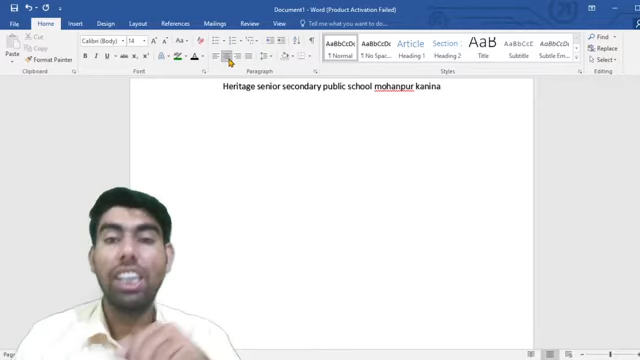 Document1 - Word (Product Activation Failed)
File Home Insert Design Layout References Mailings Review View Tell me what you want to do...
Cut
Copy
Format Painter
Paste
Calibri (Body) 14
Aa
B I U abc
AaBbCcDc AaBbCcDc Article Section AaB AaBbCcD AaBbCcDc
¶ Normal ¶ No Spac... Heading 1 Heading 2 Title Subtitle Subtle Em...
Find
Replace
Select
Clipboard Font Paragraph Styles Editing
Heritage senior secondary public school mohanpur kanina